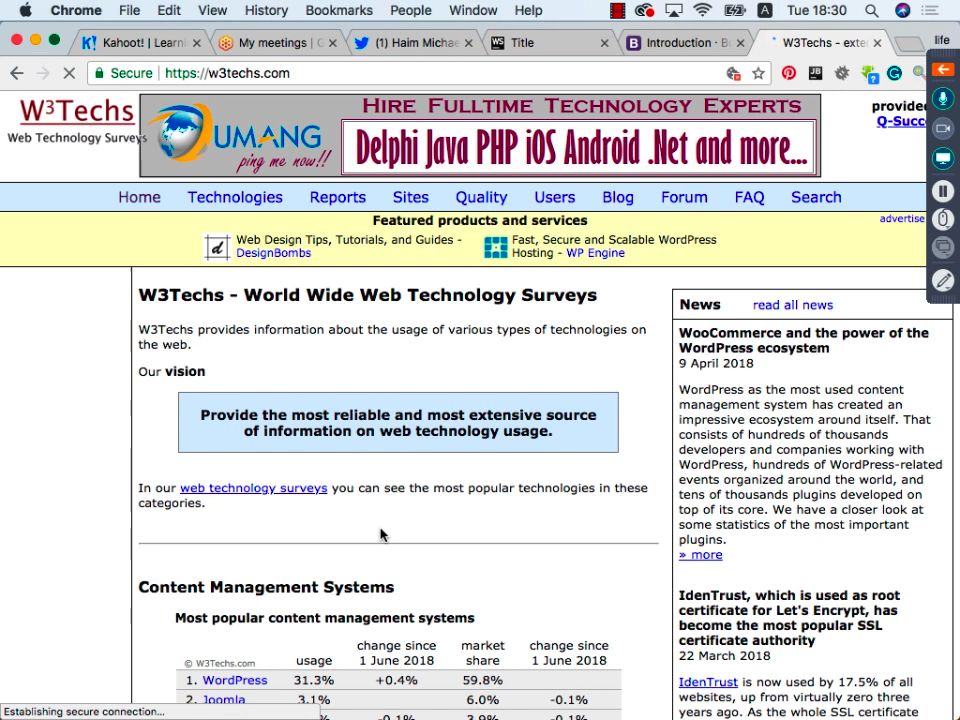 Chrome File Edit View History Bookmarks People Window Help Tue 18:30
Kahoot! | Learni My meetings | G (1) Haim Michae Title Introduction · B W3Techs - exte life
Secure | https://w3techs.com
W3Techs
Web Technology Surveys
UMANG
ping me now!!
HIRE FULLTIME TECHNOLOGY EXPERTS
Delphi Java PHP iOS Android .Net and more...
provide
Q-Succ
Home Technologies Reports Sites Quality Users Blog Forum FAQ Search
Featured products and services
advertise
Web Design Tips, Tutorials, and Guides -
DesignBombs
Fast, Secure and Scalable WordPress
Hosting - WP Engine
W3Techs - World Wide Web Technology Surveys
W3Techs provides information about the usage of various types of technologies on
the web.
Our vision
Provide the most reliable and most extensive source
of information on web technology usage.
In our web technology surveys you can see the most popular technologies in these
categories.
Content Management Systems
Most popular content management systems
© W3Techs.com usage change since 1 June 2018 market share change since 1 June 2018
1. WordPress 31.3% +0.4% 59.8%
2. Joomla 3.1% 6.0% -0.1%
-0.1% 3.9% -0.1%
News read all news
WooCommerce and the power of the
WordPress ecosystem
9 April 2018
WordPress as the most used content
management system has created an
impressive ecosystem around itself. That
consists of hundreds of thousands
developers and companies working with
WordPress, hundreds of WordPress-related
events organized around the world, and
tens of thousands plugins developed on
top of its core. We have a closer look at
some statistics of the most important
plugins.
» more
IdenTrust, which is used as root
certificate for Let's Encrypt, has
become the most popular SSL
certificate authority
22 March 2018
IdenTrust is now used by 17.5% of all
websites, up from virtually zero three
years ago. As the whole SSL certificate
Establishing secure connection...